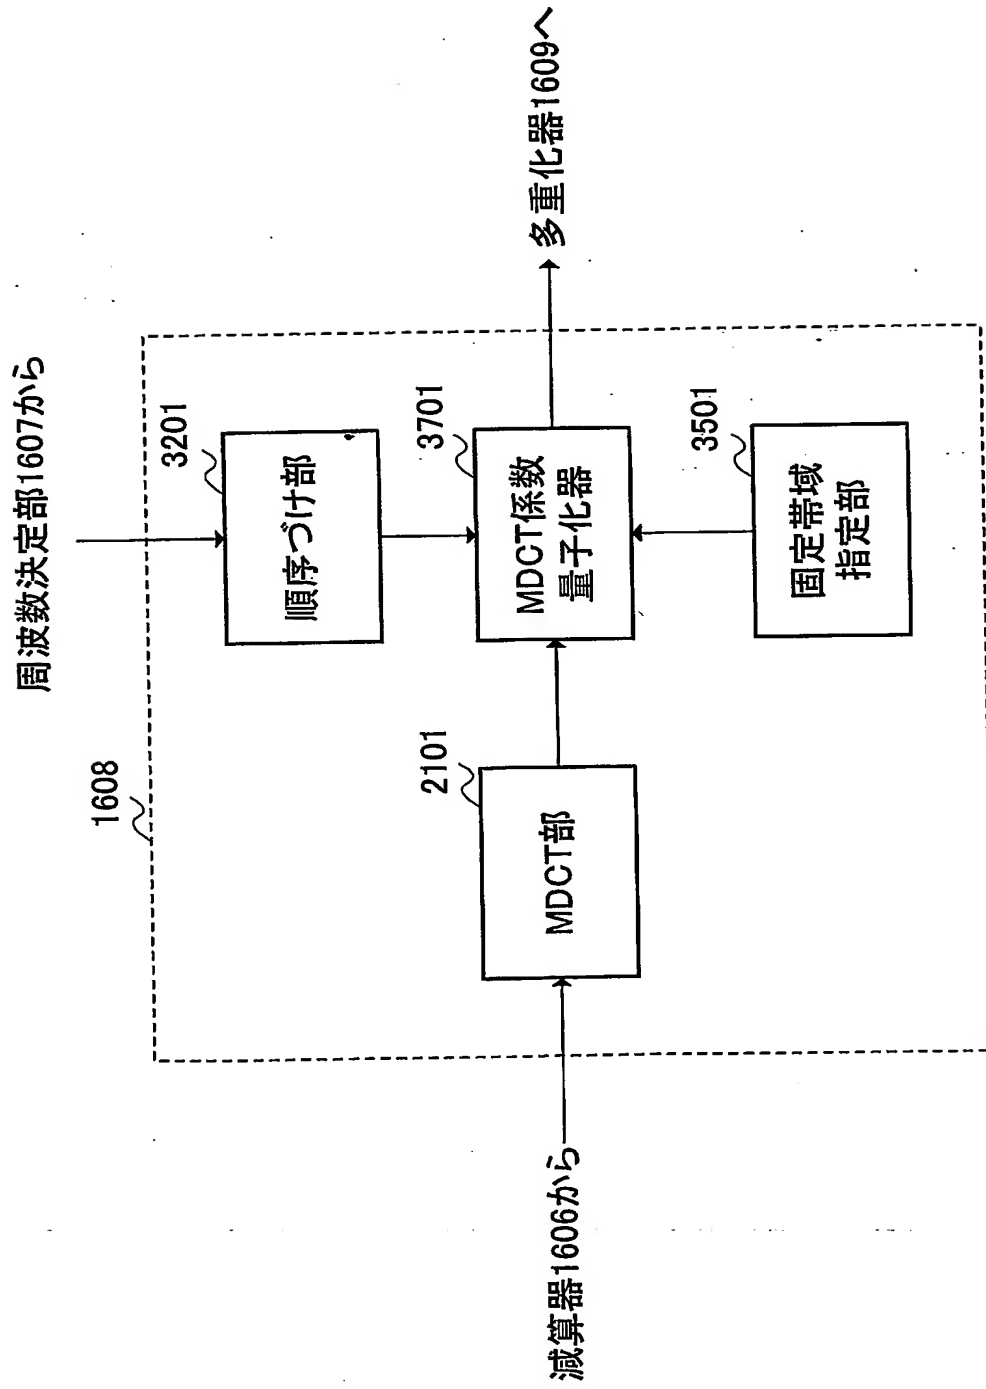 周波数決定部1607から
1608
3201
順序づけ部
2101
MDCT部
3701
MDCT係数
量子化器
3501
固定帯域
指定部
減算器1606から
多重化器1609へ